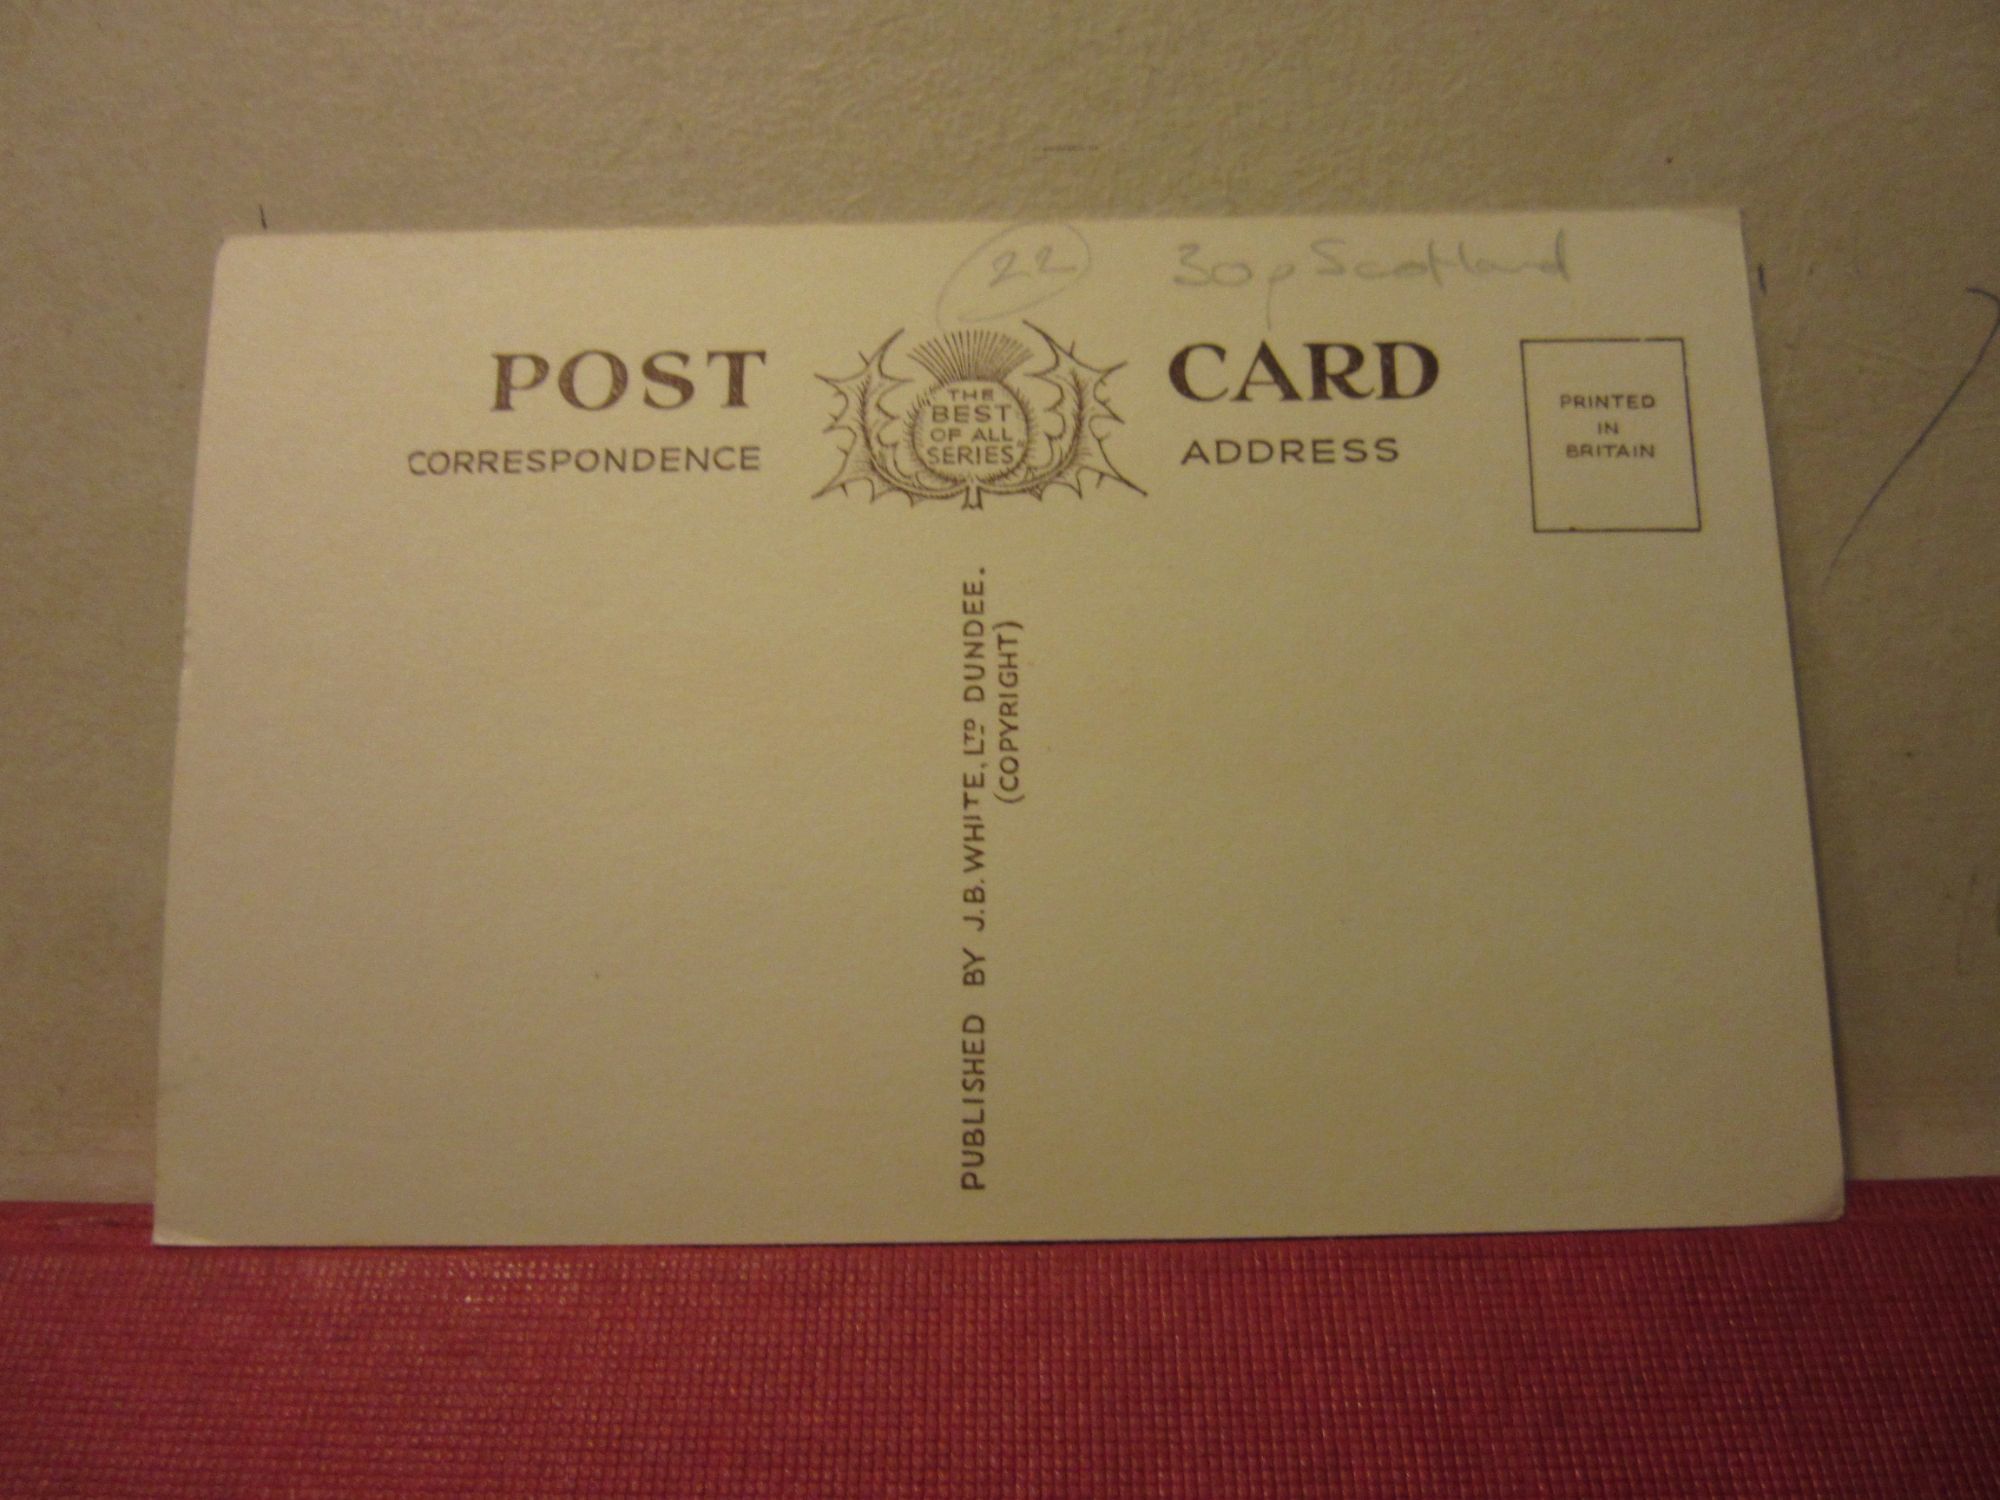 22
30p Scotland
POST CARD
THE
BEST
OF ALL
SERIES
CORRESPONDENCE
ADDRESS
PRINTED
IN
BRITAIN
PUBLISHED BY J.B. WHITE, LTD DUNDEE.
(COPYRIGHT)